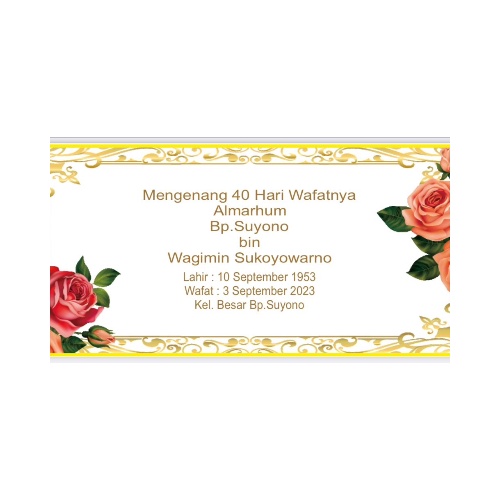 Mengenang 40 Hari Wafatnya
Almarhum
Bp.Suyono
bin
Wagimin Sukoyowarno
Lahir : 10 September 1953
Wafat : 3 September 2023
Kel. Besar Bp.Suyono